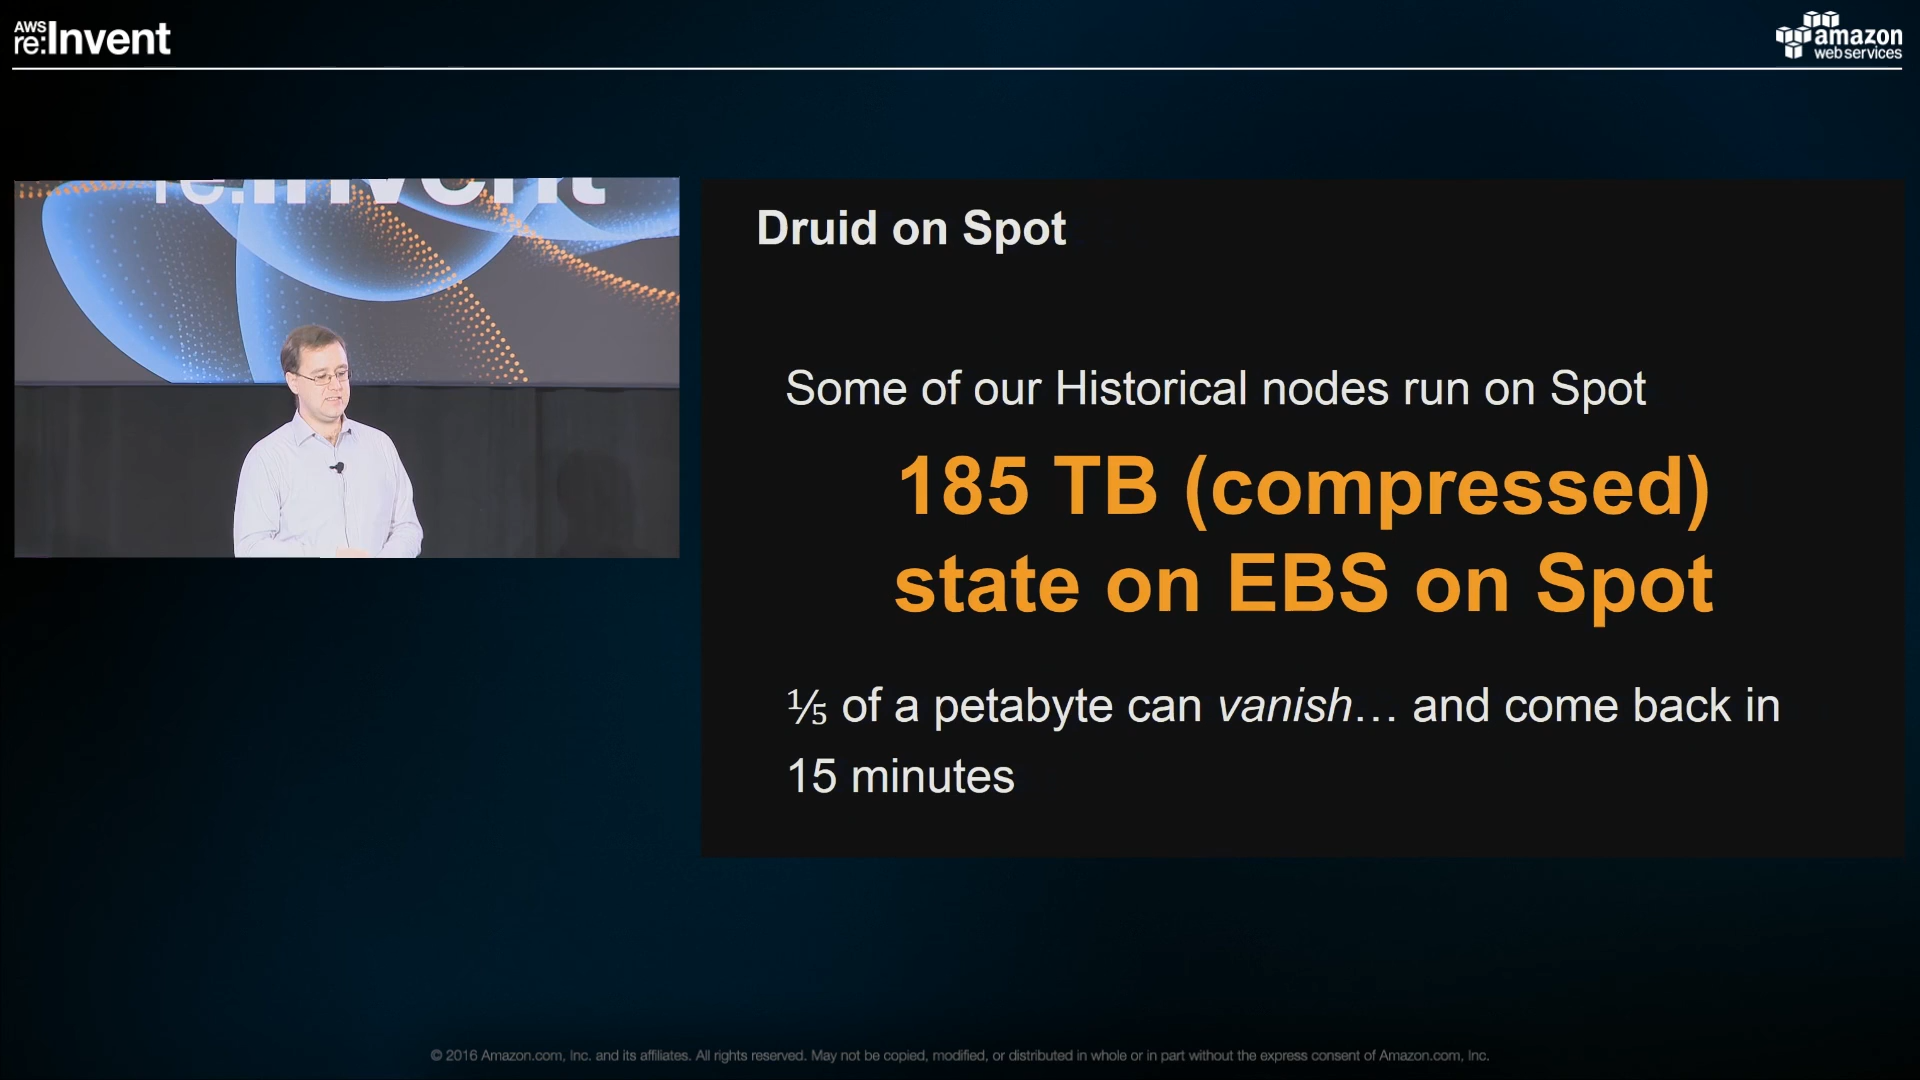 AWS
re:Invent
amazon
web services
re:Invent
Druid on Spot
Some of our Historical nodes run on Spot
185 TB (compressed)
state on EBS on Spot
⅕ of a petabyte can vanish… and come back in
15 minutes
© 2016 Amazon.com, Inc. and its affiliates. All rights reserved. May not be copied, modified, or distributed in whole or in part without the express consent of Amazon.com, Inc.